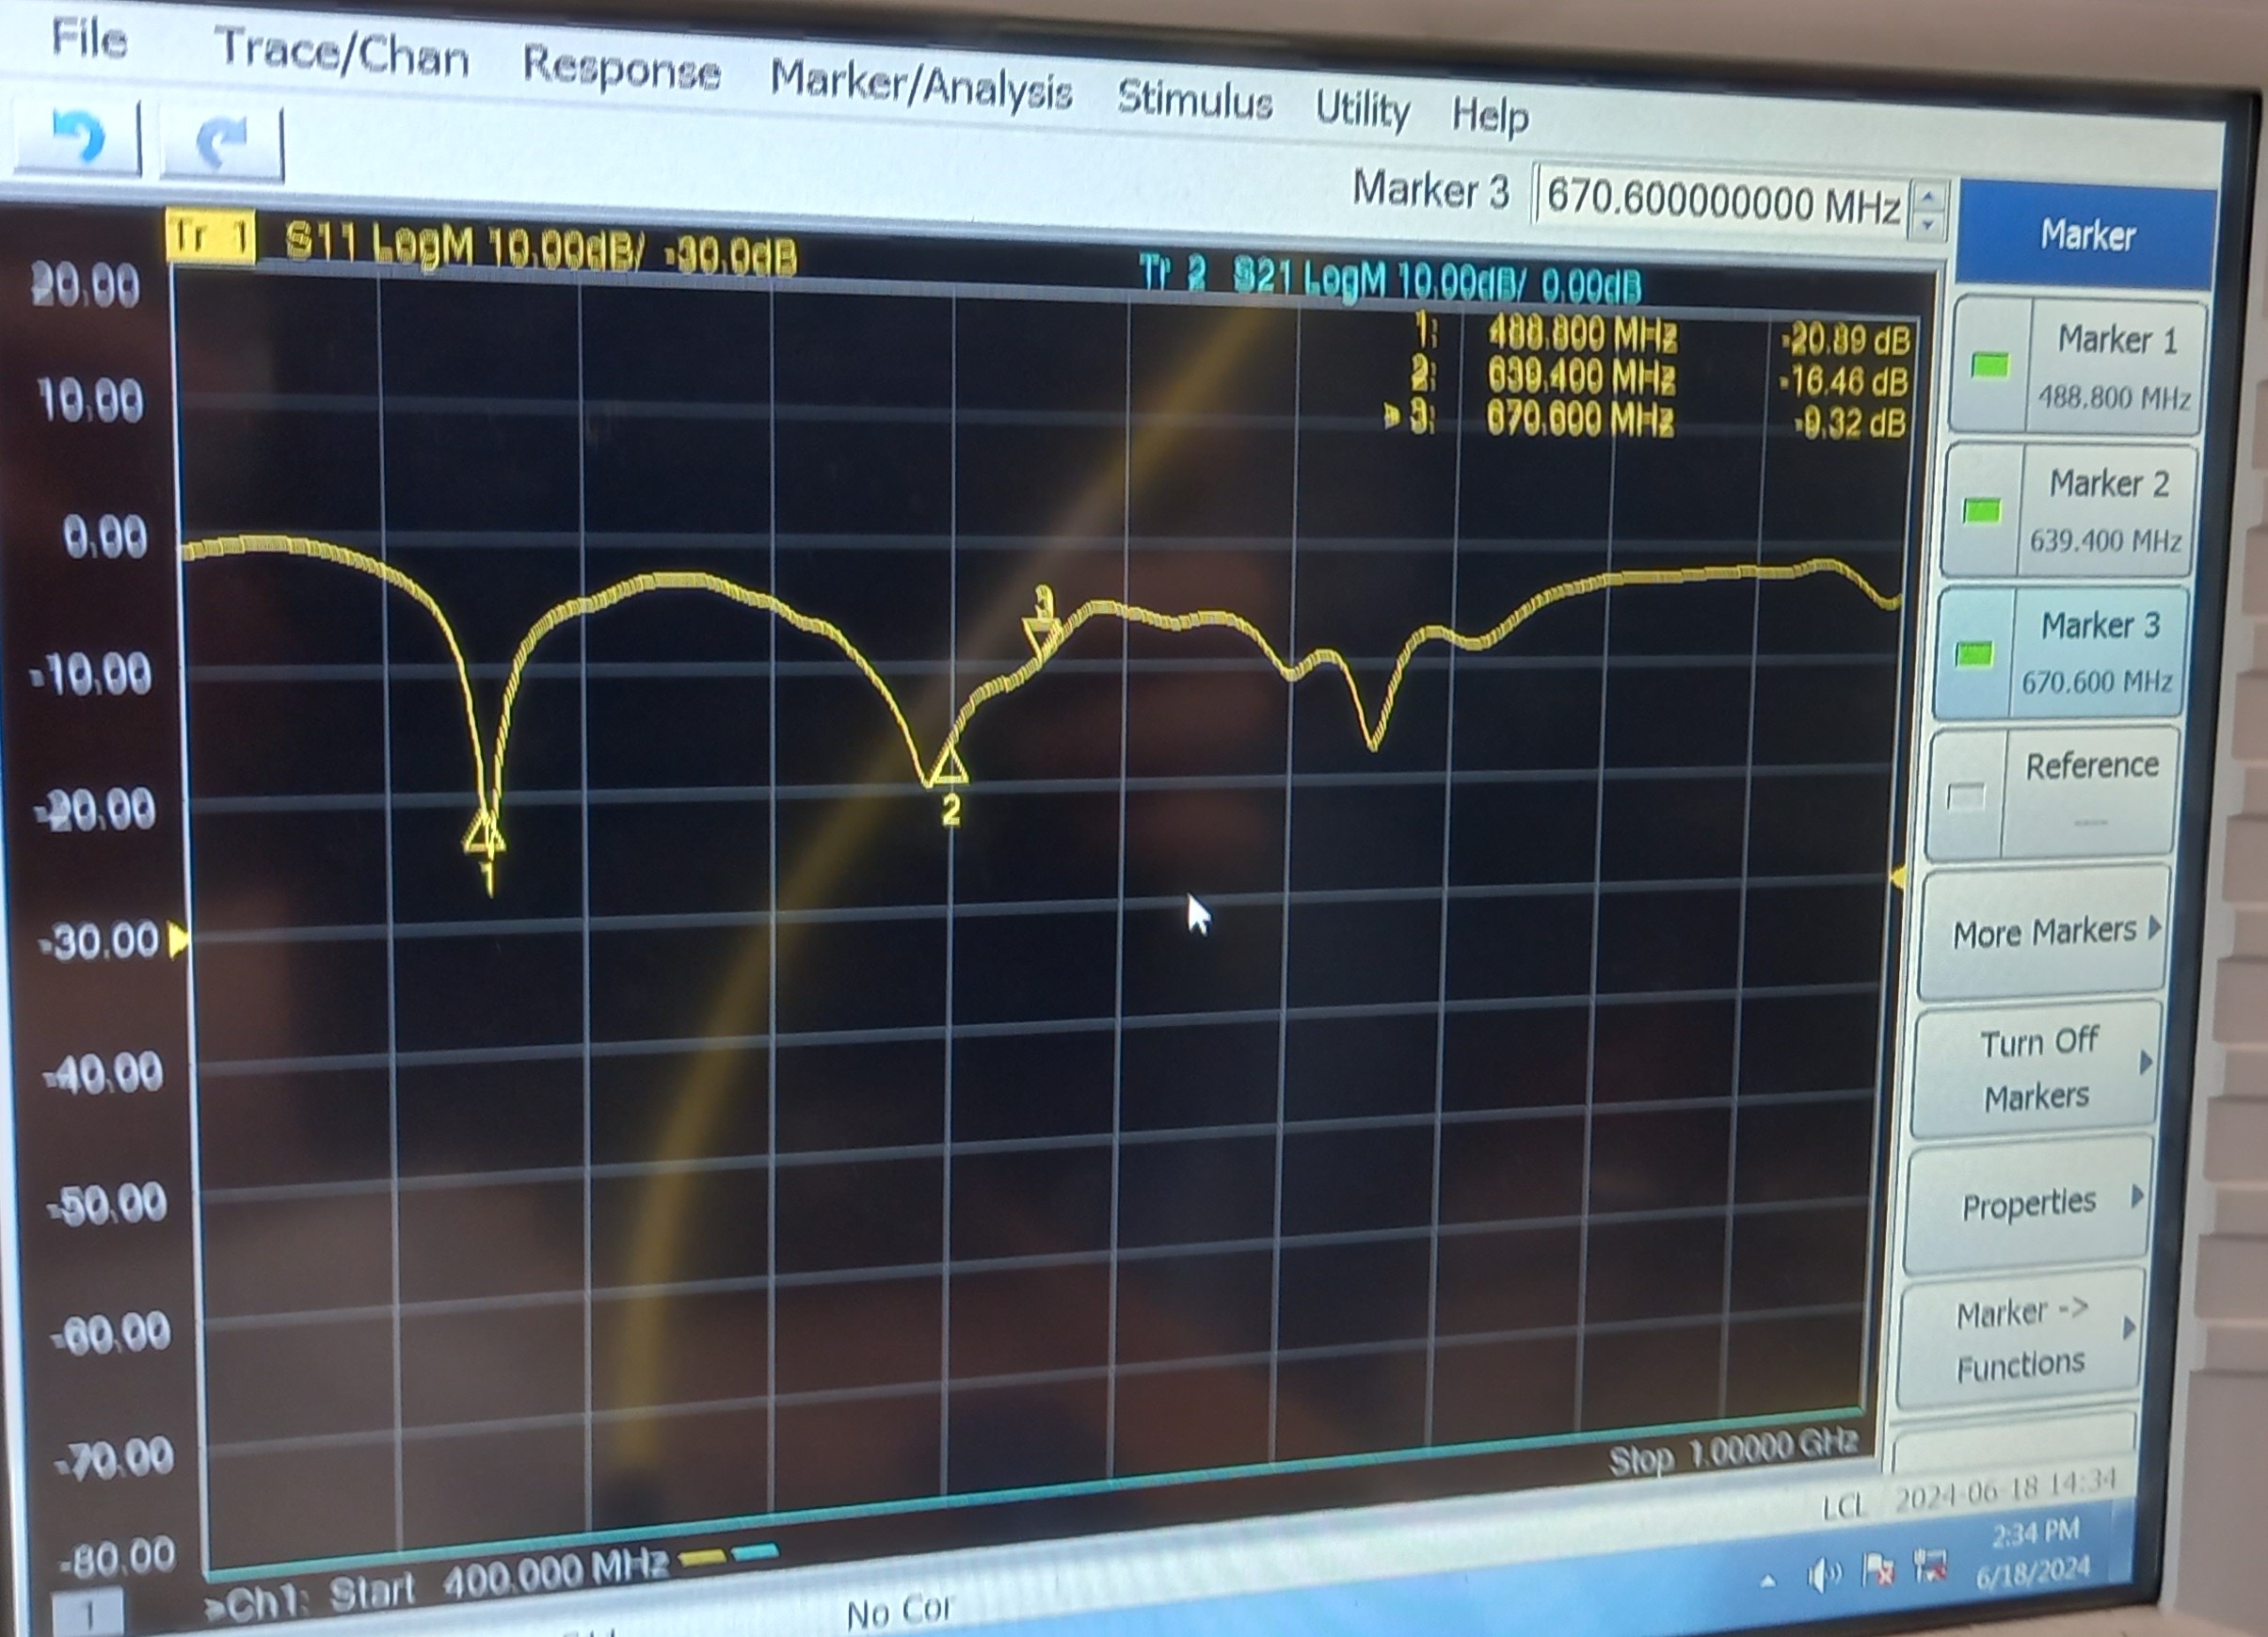 File Trace/Chan Response Marker/Analysis Stimulus Utility Help
Marker 3 670.600000000 MHz
Marker
Tr 1 S11 LogM 10.00dB/ -30.0dB
Tr 2 S21 LogM 10.00dB/ 0.00dB
20.00
10.00
0.00
-10.00
-20.00
-30.00
-40.00
-50.00
-60.00
-70.00
-80.00
1: 488.800 MHz -20.89 dB
2: 639.400 MHz -16.46 dB
> 3: 670.600 MHz -9.32 dB
3
2
1
Marker 1
488.800 MHz
Marker 2
639.400 MHz
Marker 3
670.600 MHz
Reference
----
More Markers
Turn Off
Markers
Properties
Marker ->
Functions
1
>Ch1: Start 400.000 MHz
Stop 1.00000 GHz
No Cor
LCL 2024-06-18 14:34
2:34 PM
6/18/2024